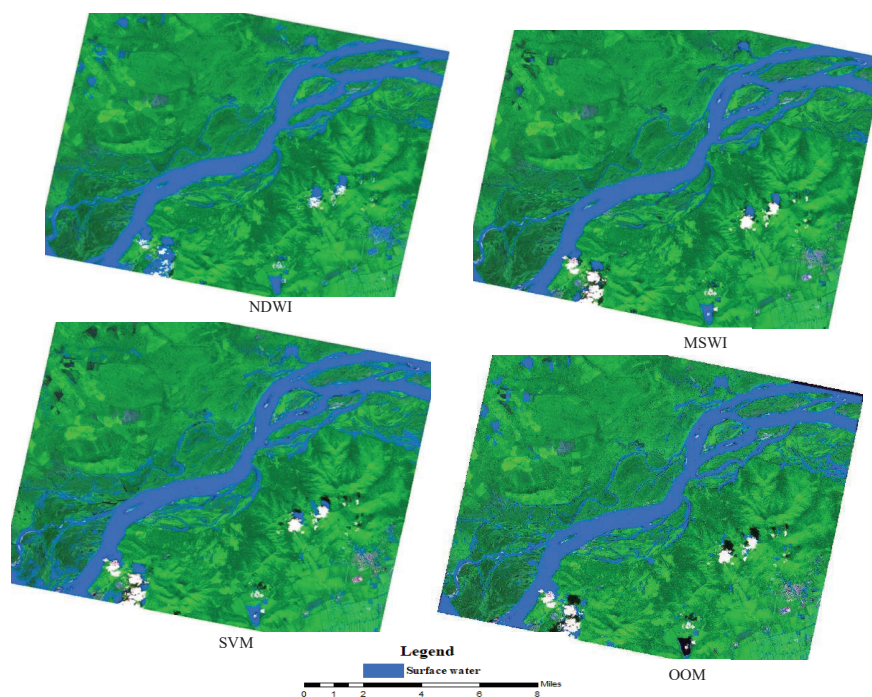 NDWI
MSWI
SVM
OOM
Legend
Surface water
0 1 2 4 6 8 Miles